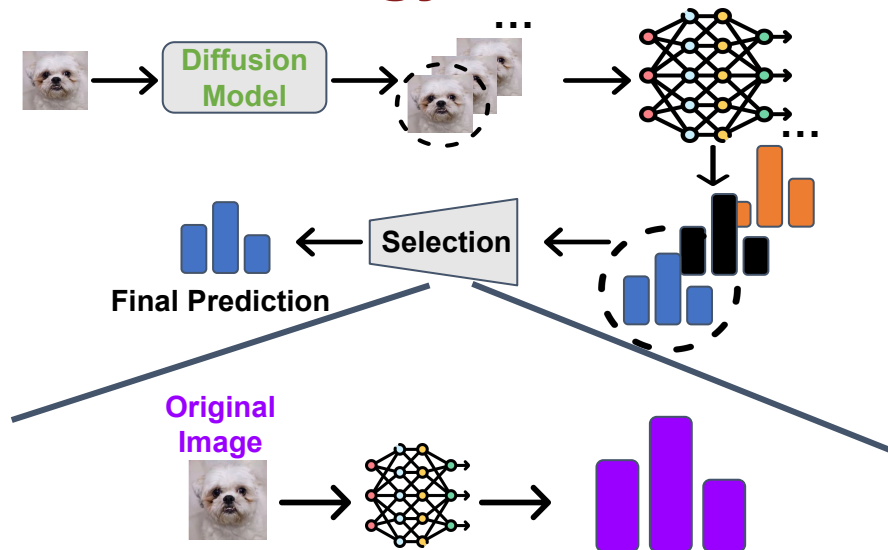 ...
Diffusion
Model
...
Selection
Final Prediction
Original
Image